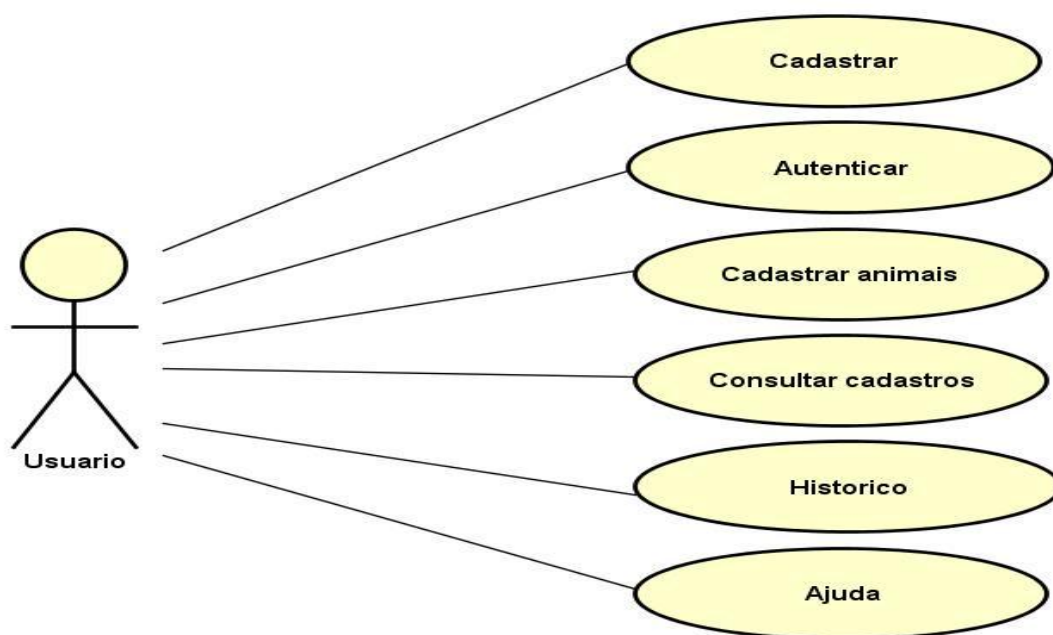 Cadastrar
Autenticar
Cadastrar animais
Consultar cadastros
Usuario
Historico
Ajuda